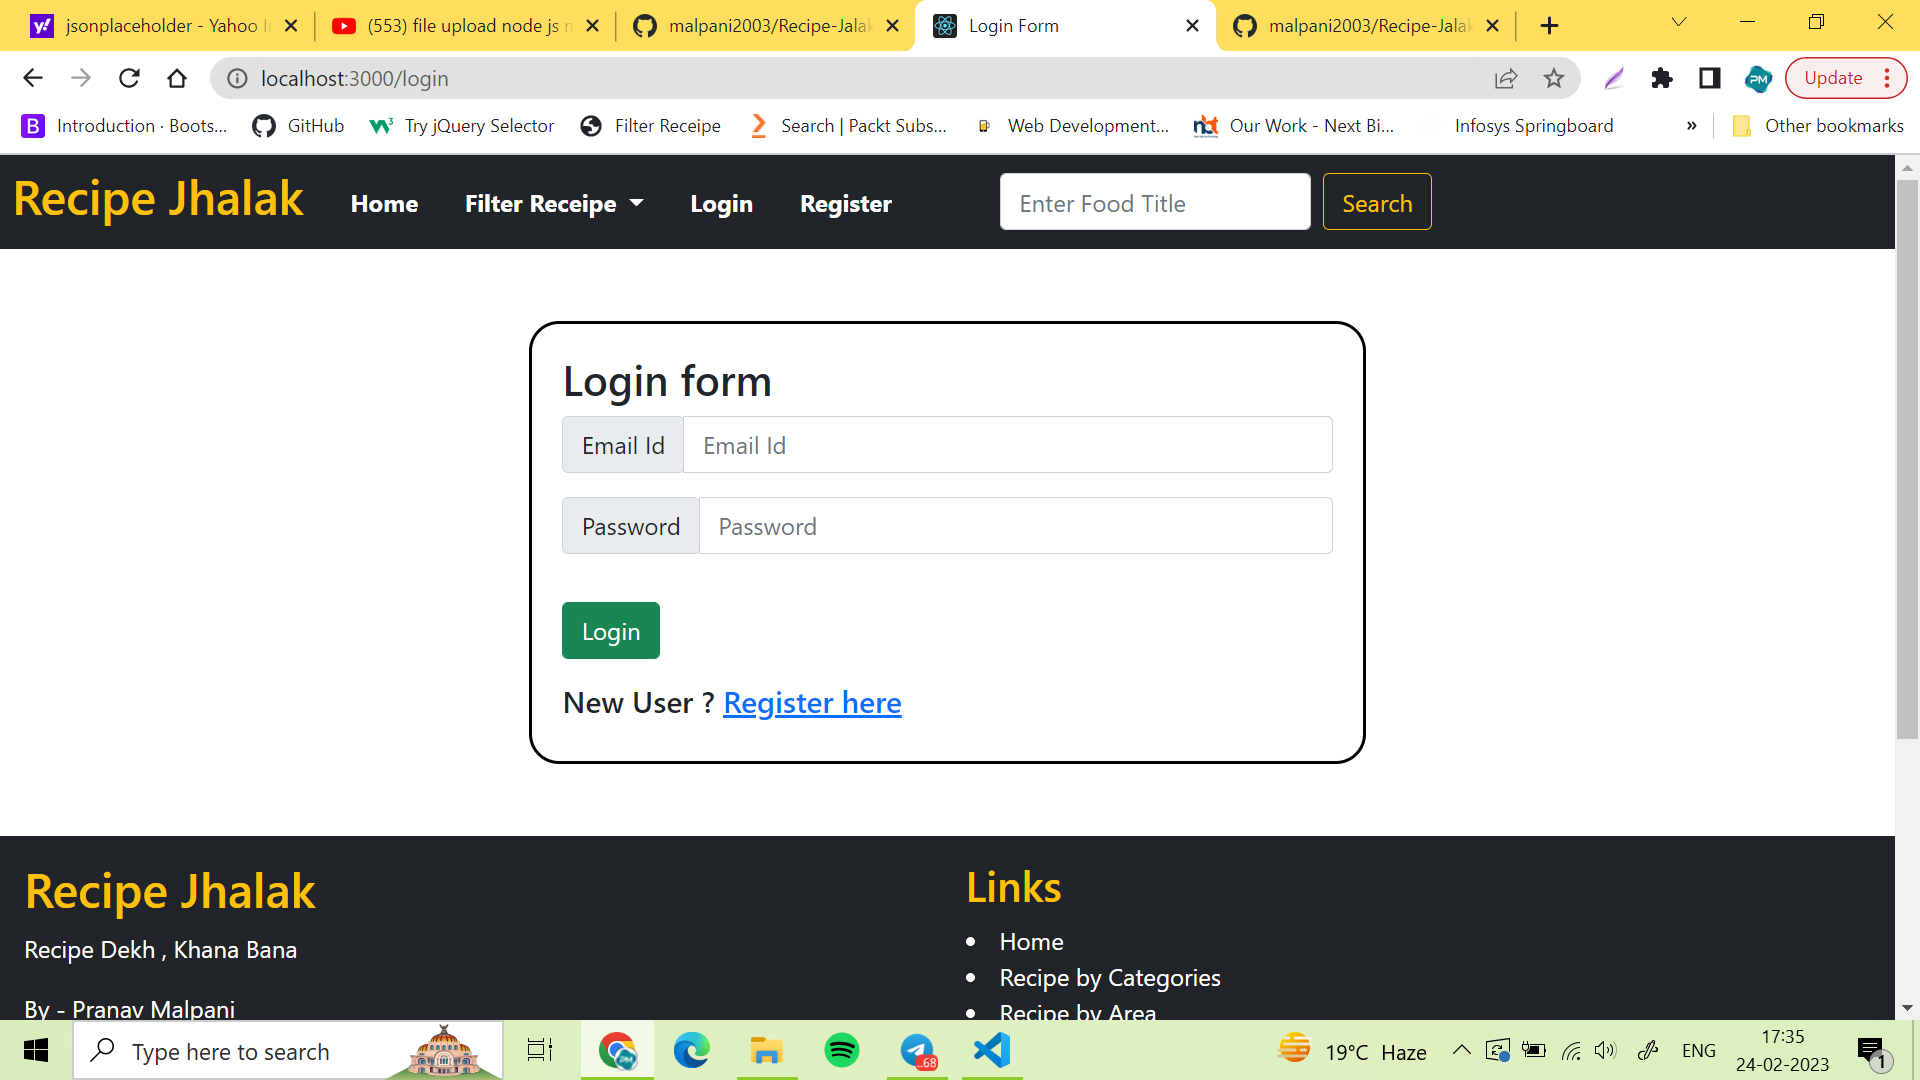 jsonplaceholder - Yahoo I
(553) file upload node js m
malpani2003/Recipe-Jalak
Login Form
malpani2003/Recipe-Jalak
localhost:3000/login
PM
Update
B Introduction · Boots...
GitHub
Try jQuery Selector
Filter Receipe
Search | Packt Subs...
Web Development...
Our Work - Next Bi...
Infosys Springboard
»
Other bookmarks
Recipe Jhalak
Home
Filter Receipe
Login
Register
Enter Food Title
Search
Login form
Email Id
Email Id
Password
Password
Login
New User ? Register here
Recipe Jhalak
Recipe Dekh , Khana Bana
By - Pranav Malpani
Links
Home
Recipe by Categories
Recipe by Area
Type here to search
PM
..68
19°C Haze
ENG
17:35
24-02-2023
1